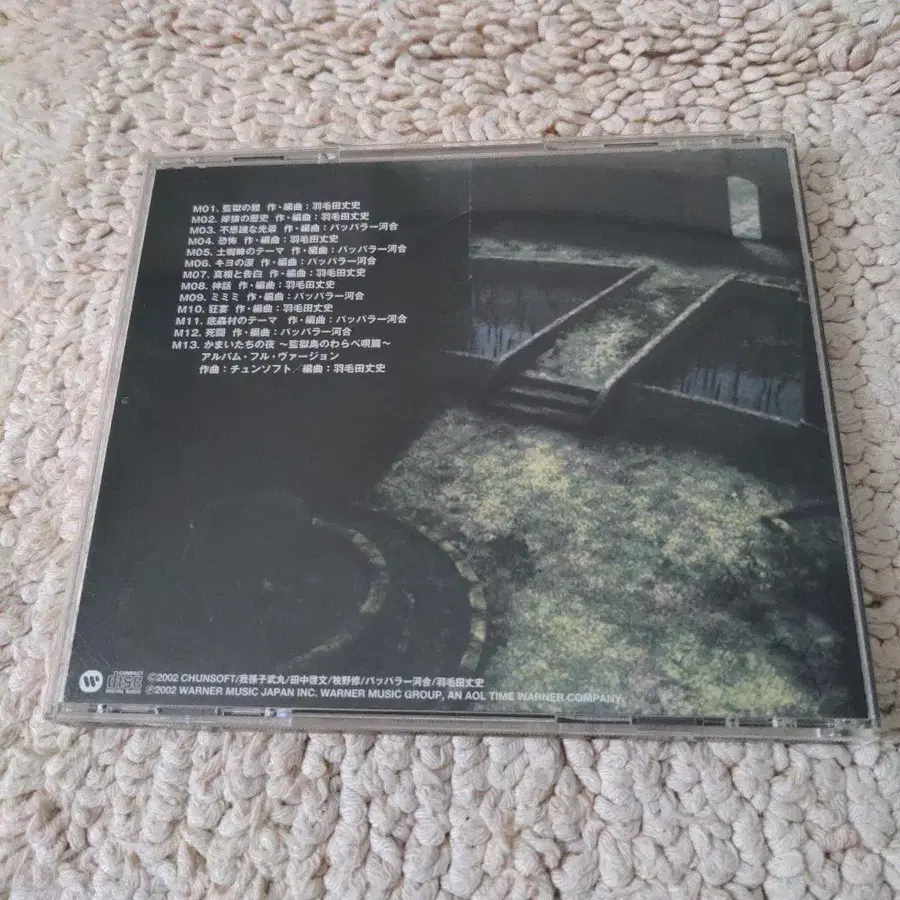 M01. 監獄の館 作・編曲：羽毛田丈史
M02. 岸猿の歴史 作・編曲：羽毛田丈史
M03. 不思議な光景 作・編曲：パッパラー河合
M04. 恐怖 作・編曲：羽毛田丈史
M05. 土蜘蛛のテーマ 作・編曲：パッパラー河合
M06. キヨの涙 作・編曲：パッパラー河合
M07. 真相と告白 作・編曲：羽毛田丈史
M08. 神話 作・編曲：羽毛田丈史
M09. ミミミ 作・編曲：パッパラー河合
M10. 狂宴 作・編曲：羽毛田丈史
M11. 底蟲村のテーマ 作・編曲：パッパラー河合
M12. 死闘 作・編曲：パッパラー河合
M13. かまいたちの夜 ～監獄島のわらべ唄篇～
アルバム・フル・ヴァージョン
作曲：チュンソフト／編曲：羽毛田丈史
COMPACT
disc
DIGITAL AUDIO
©2002 CHUNSOFT/我孫子武丸/田中啓文/牧野修/パッパラー河合/羽毛田丈史
℗2002 WARNER MUSIC JAPAN INC. WARNER MUSIC GROUP, AN AOL TIME WARNER COMPANY